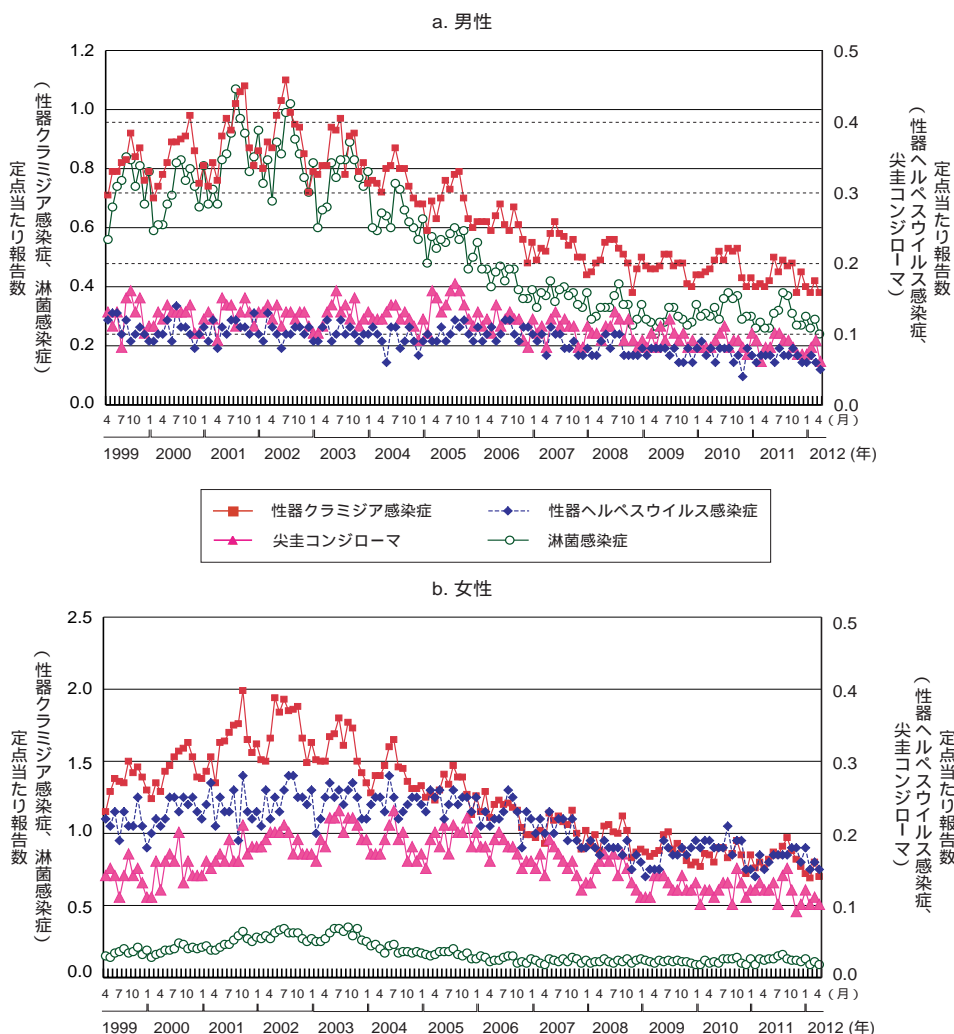 a. 男性
定点当たり報告数
(性器クラミジア感染症、淋菌感染症)
1.2
1.0
0.8
0.6
0.4
0.2
0.0
0.5
0.4
0.3
0.2
0.1
0.0
定点当たり報告数
(性器ヘルペスウイルス感染症、
尖圭コンジローマ)
4 7 10 1 4 7 10 1 4 7 10 1 4 7 10 1 4 7 10 1 4 7 10 1 4 7 10 1 4 7 10 1 4 7 10 1 4 7 10 1 4 7 10 1 4 7 10 1 4 7 10 1 4 (月)
1999 2000 2001 2002 2003 2004 2005 2006 2007 2008 2009 2010 2011 2012 (年)
性器クラミジア感染症 性器ヘルペスウイルス感染症
尖圭コンジローマ 淋菌感染症
b. 女性
定点当たり報告数
(性器クラミジア感染症、淋菌感染症)
2.5
2.0
1.5
1.0
0.5
0.0
0.5
0.4
0.3
0.2
0.1
0.0
定点当たり報告数
(性器ヘルペスウイルス感染症、
尖圭コンジローマ)
4 7 10 1 4 7 10 1 4 7 10 1 4 7 10 1 4 7 10 1 4 7 10 1 4 7 10 1 4 7 10 1 4 7 10 1 4 7 10 1 4 7 10 1 4 7 10 1 4 7 10 1 4 (月)
1999 2000 2001 2002 2003 2004 2005 2006 2007 2008 2009 2010 2011 2012 (年)